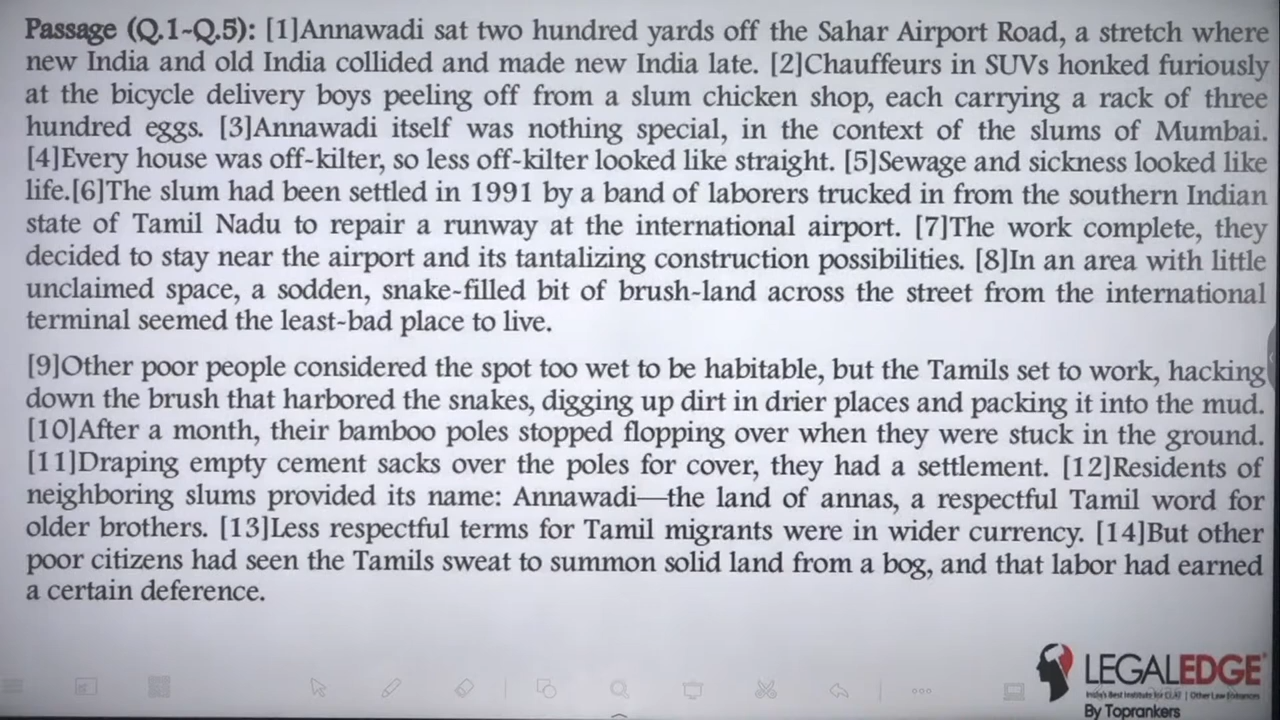 Passage (Q.1-Q.5): [1]Annawadi sat two hundred yards off the Sahar Airport Road, a stretch where
new India and old India collided and made new India late. [2]Chauffeurs in SUVs honked furiously
at the bicycle delivery boys peeling off from a slum chicken shop, each carrying a rack of three
hundred eggs. [3]Annawadi itself was nothing special, in the context of the slums of Mumbai.
[4]Every house was off-kilter, so less off-kilter looked like straight. [5]Sewage and sickness looked like
life.[6]The slum had been settled in 1991 by a band of laborers trucked in from the southern Indian
state of Tamil Nadu to repair a runway at the international airport. [7]The work complete, they
decided to stay near the airport and its tantalizing construction possibilities. [8]In an area with little
unclaimed space, a sodden, snake-filled bit of brush-land across the street from the international
terminal seemed the least-bad place to live.
[9]Other poor people considered the spot too wet to be habitable, but the Tamils set to work, hacking
down the brush that harbored the snakes, digging up dirt in drier places and packing it into the mud.
[10]After a month, their bamboo poles stopped flopping over when they were stuck in the ground.
[11]Draping empty cement sacks over the poles for cover, they had a settlement. [12]Residents of
neighboring slums provided its name: Annawadi—the land of annas, a respectful Tamil word for
older brothers. [13]Less respectful terms for Tamil migrants were in wider currency. [14]But other
poor citizens had seen the Tamils sweat to summon solid land from a bog, and that labor had earned
a certain deference.
LEGALEDGE
India's Best Institute for CLAT | Other Law Entrances
By Toprankers